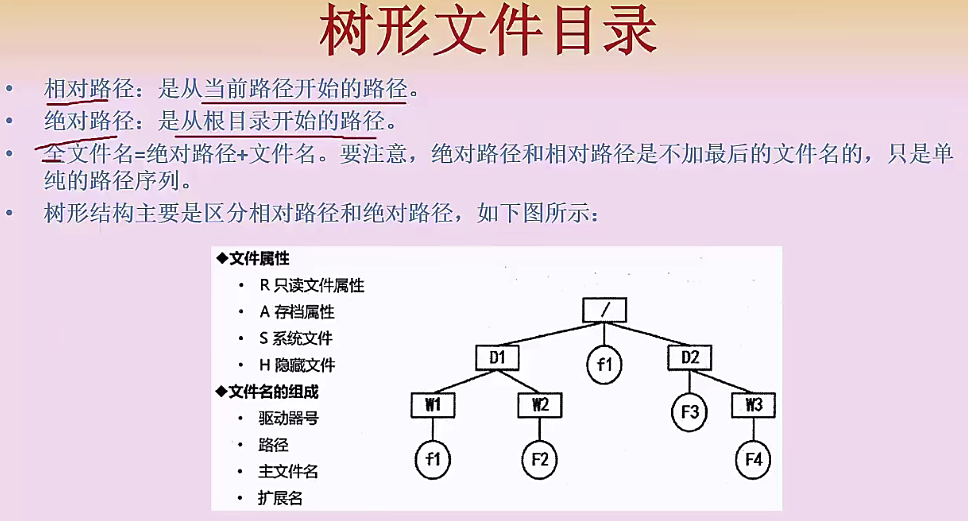 树形文件目录
• 相对路径：是从当前路径开始的路径。
• 绝对路径：是从根目录开始的路径。
• 全文件名=绝对路径+文件名。要注意，绝对路径和相对路径是不加最后的文件名的，只是单
纯的路径序列。
• 树形结构主要是区分相对路径和绝对路径，如下图所示：
◆文件属性
• R 只读文件属性
• A 存档属性
• S 系统文件
• H 隐藏文件
◆文件名的组成
• 驱动器号
• 路径
• 主文件名
• 扩展名
/
D1
f1
D2
W1
W2
F3
W3
f1
F2
F4